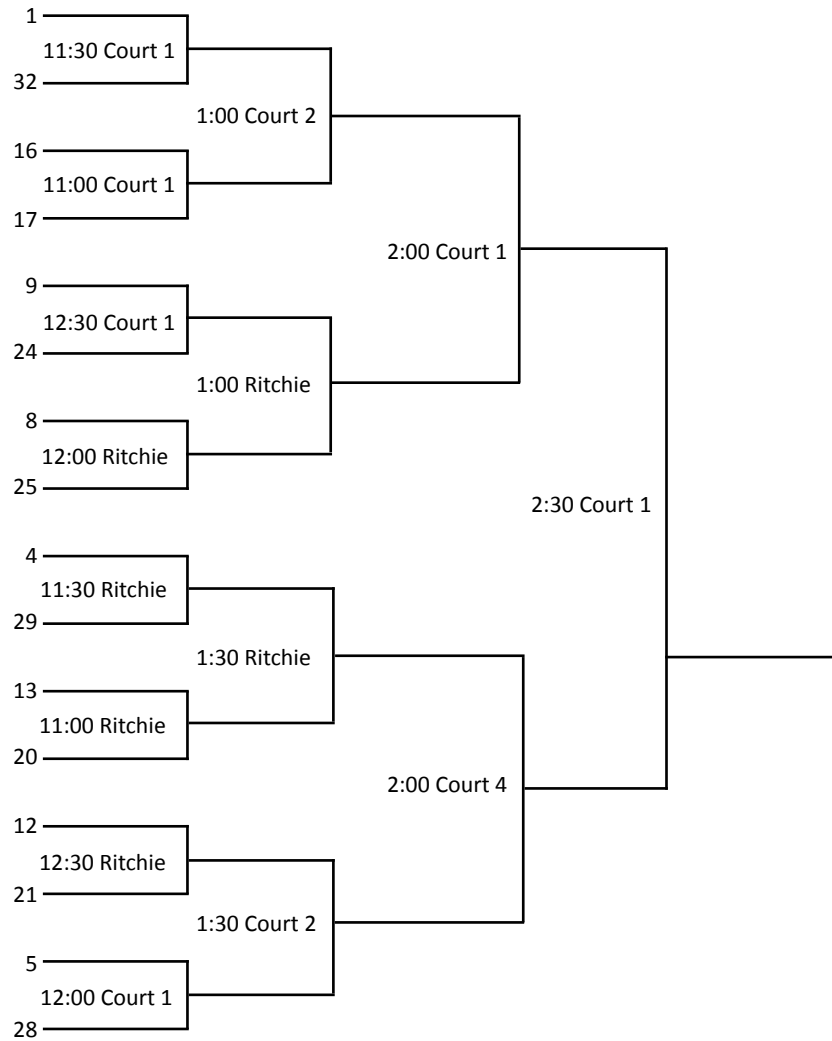 1
11:30 Court 1
32
1:00 Court 2
16
11:00 Court 1
17
2:00 Court 1
9
12:30 Court 1
24
1:00 Ritchie
8
12:00 Ritchie
25
2:30 Court 1
4
11:30 Ritchie
29
1:30 Ritchie
13
11:00 Ritchie
20
2:00 Court 4
12
12:30 Ritchie
21
1:30 Court 2
5
12:00 Court 1
28